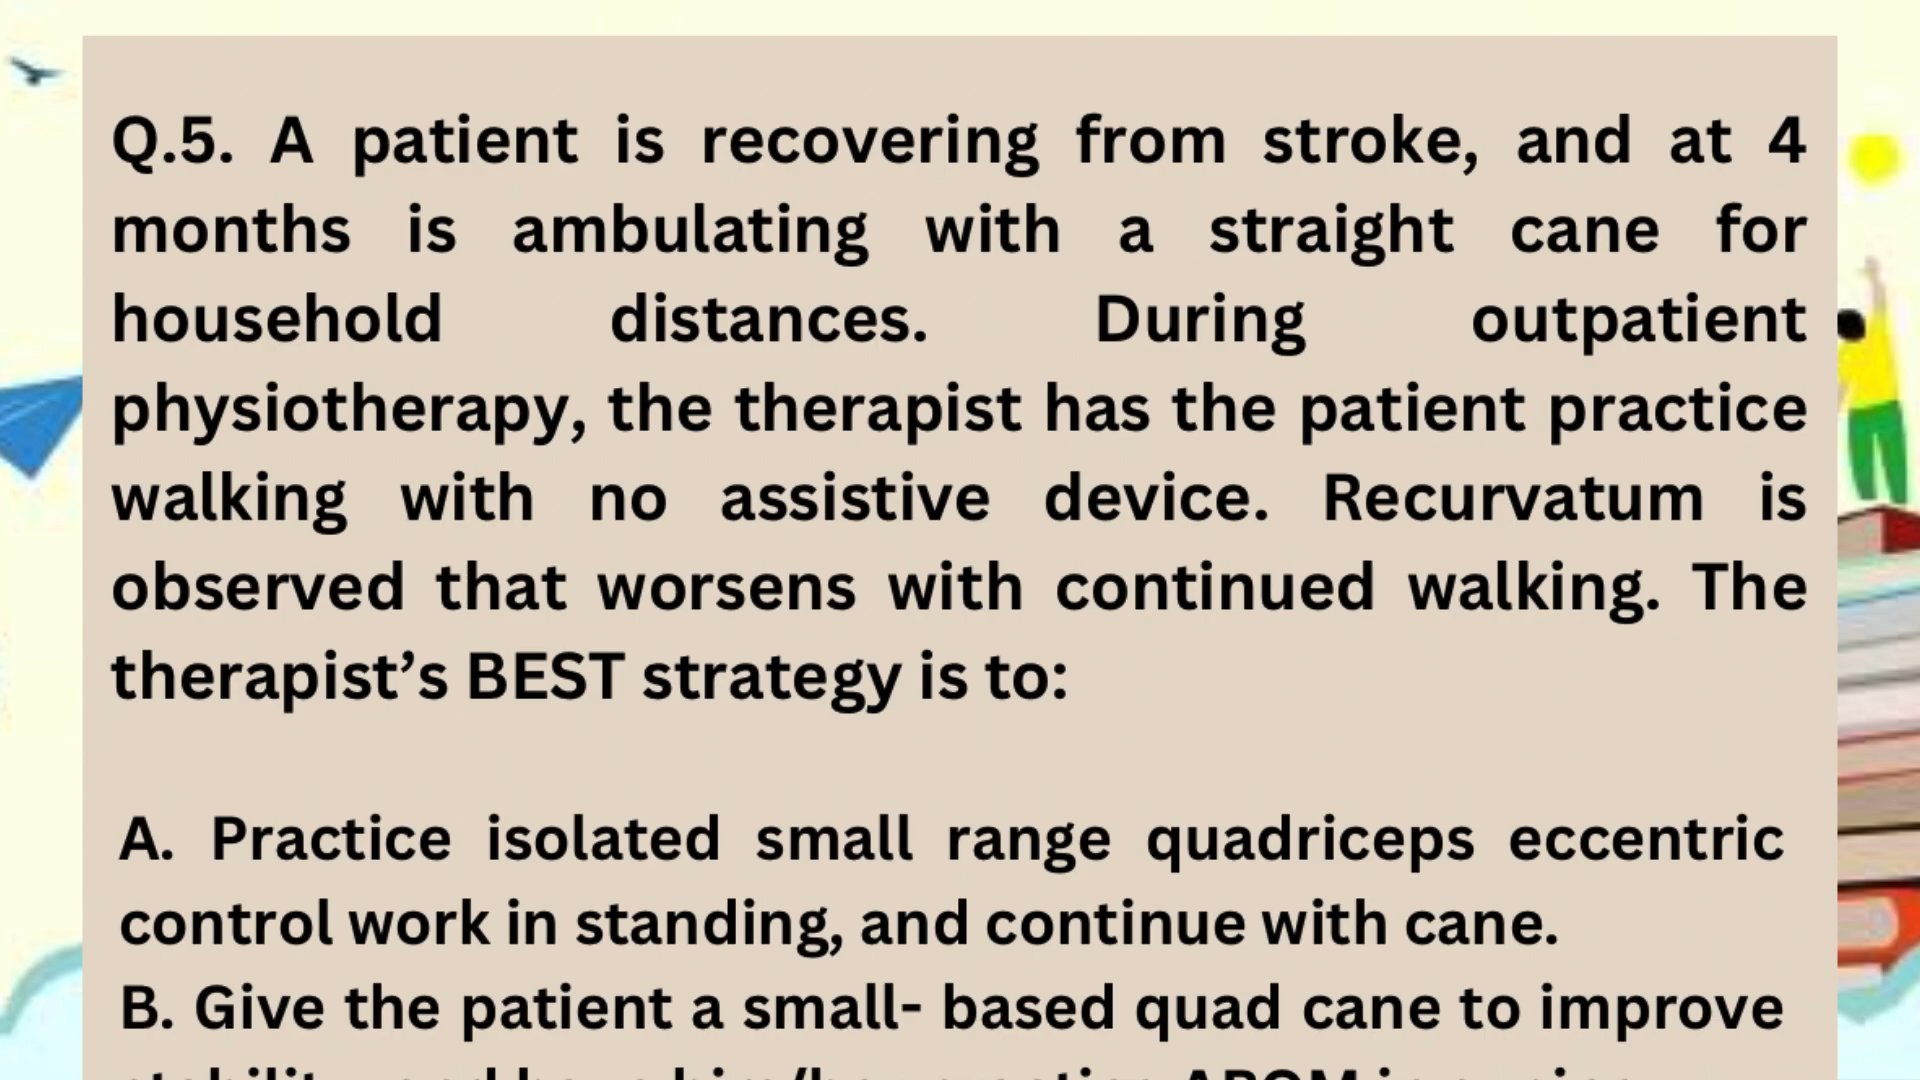 Q.5. A patient is recovering from stroke, and at 4
months is ambulating with a straight cane for
household distances. During outpatient
physiotherapy, the therapist has the patient practice
walking with no assistive device. Recurvatum is
observed that worsens with continued walking. The
therapist’s BEST strategy is to:
A. Practice isolated small range quadriceps eccentric
control work in standing, and continue with cane.
B. Give the patient a small- based quad cane to improve